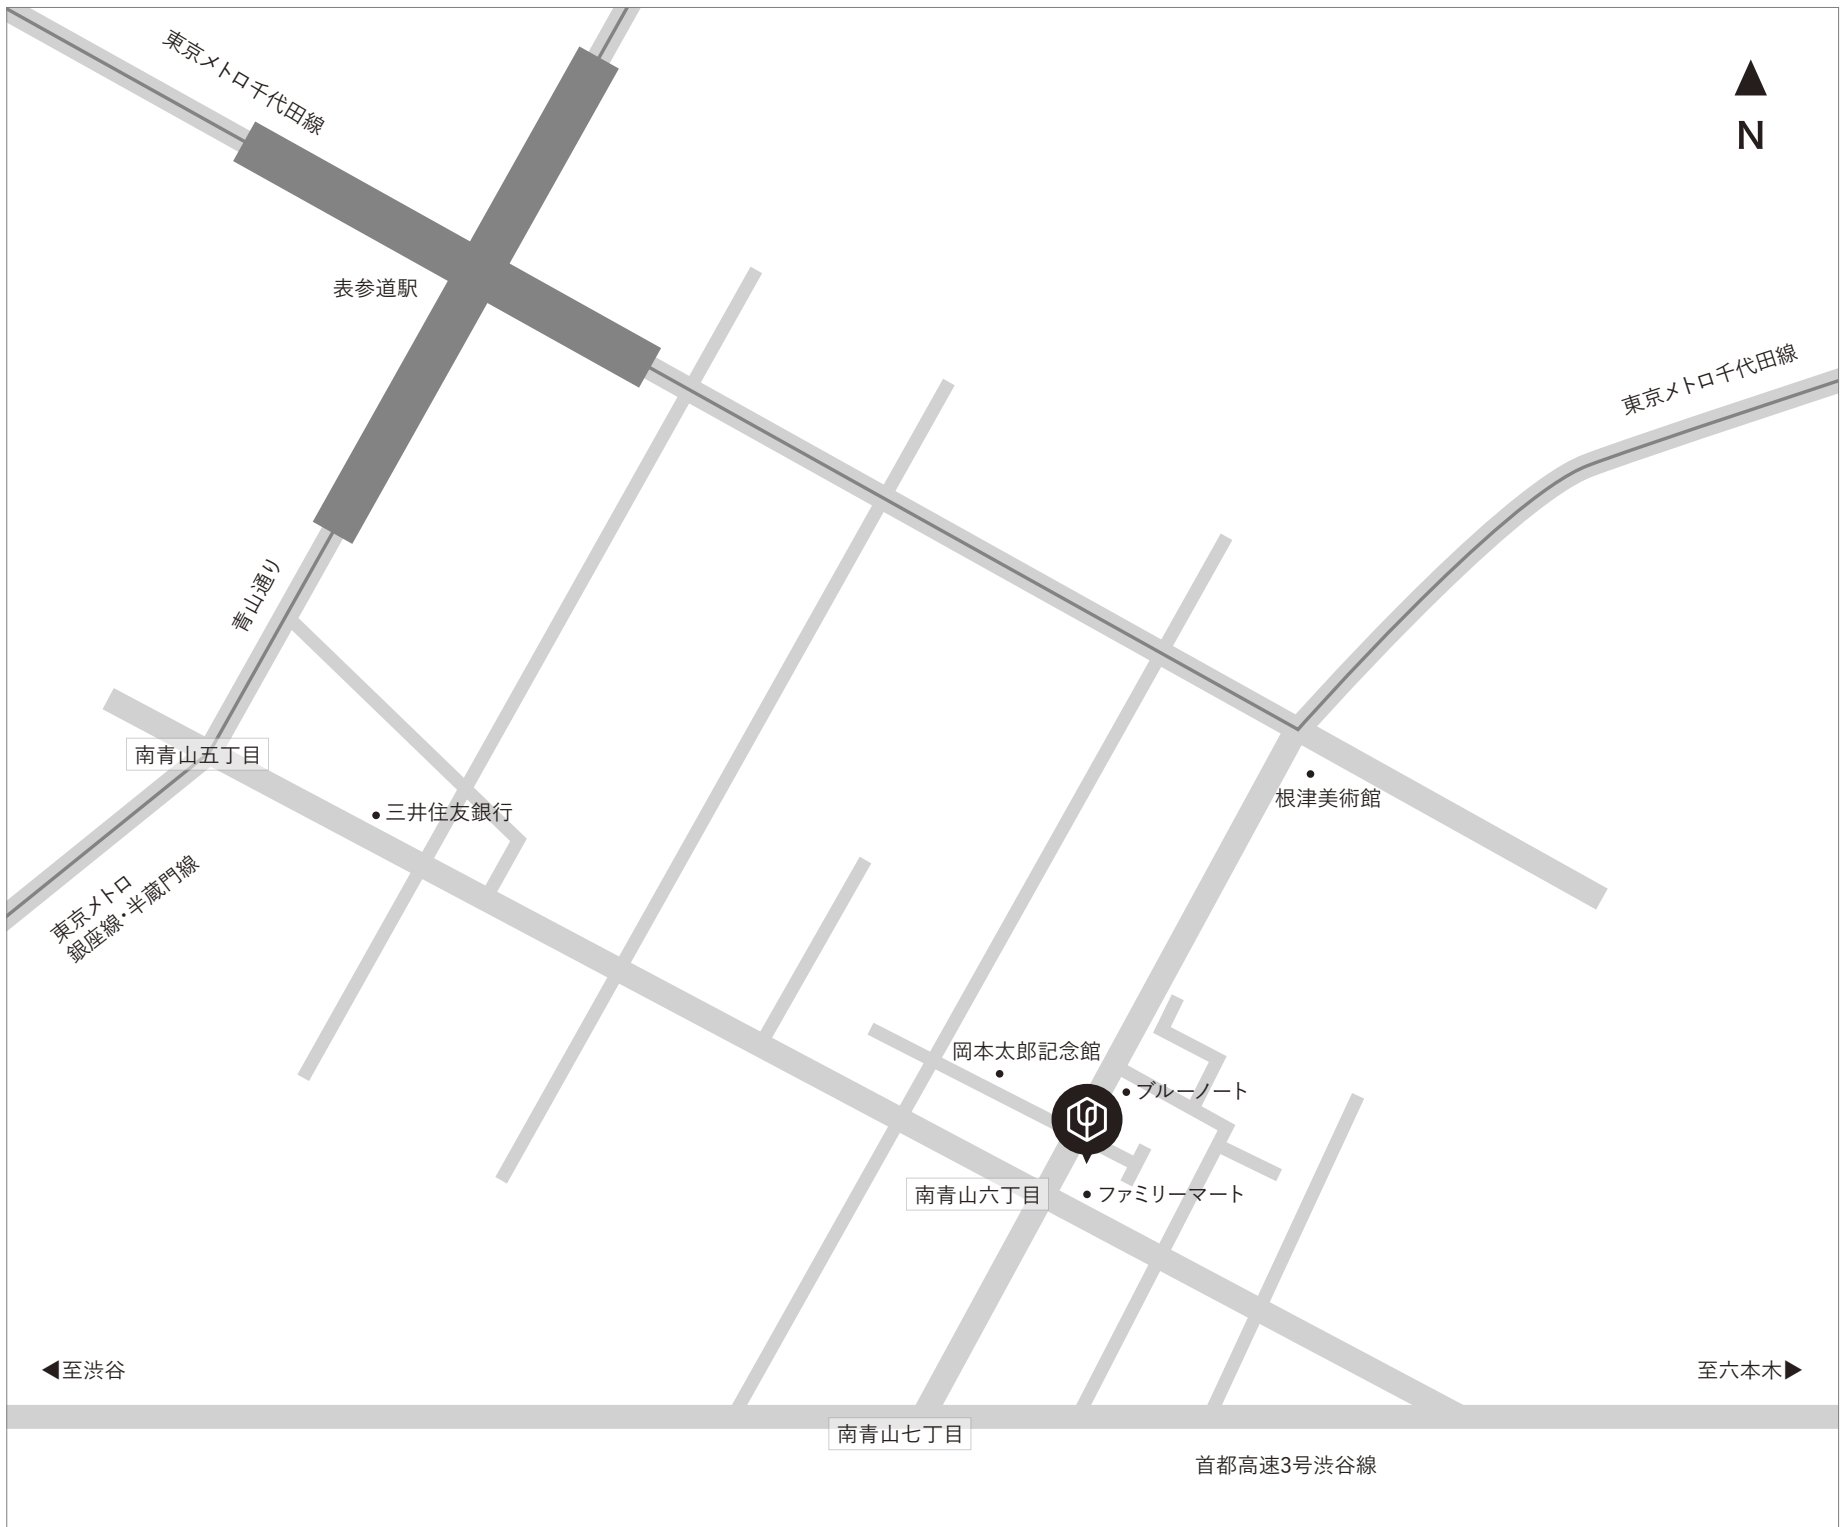 東京メトロ千代田線
N
表参道駅
東京メトロ千代田線
青山通り
南青山五丁目
根津美術館
三井住友銀行
東京メトロ
銀座線・半蔵門線
岡本太郎記念館
ブルーノート
南青山六丁目
ファミリーマート
◀至渋谷
至六本木▶
南青山七丁目
首都高速3号渋谷線